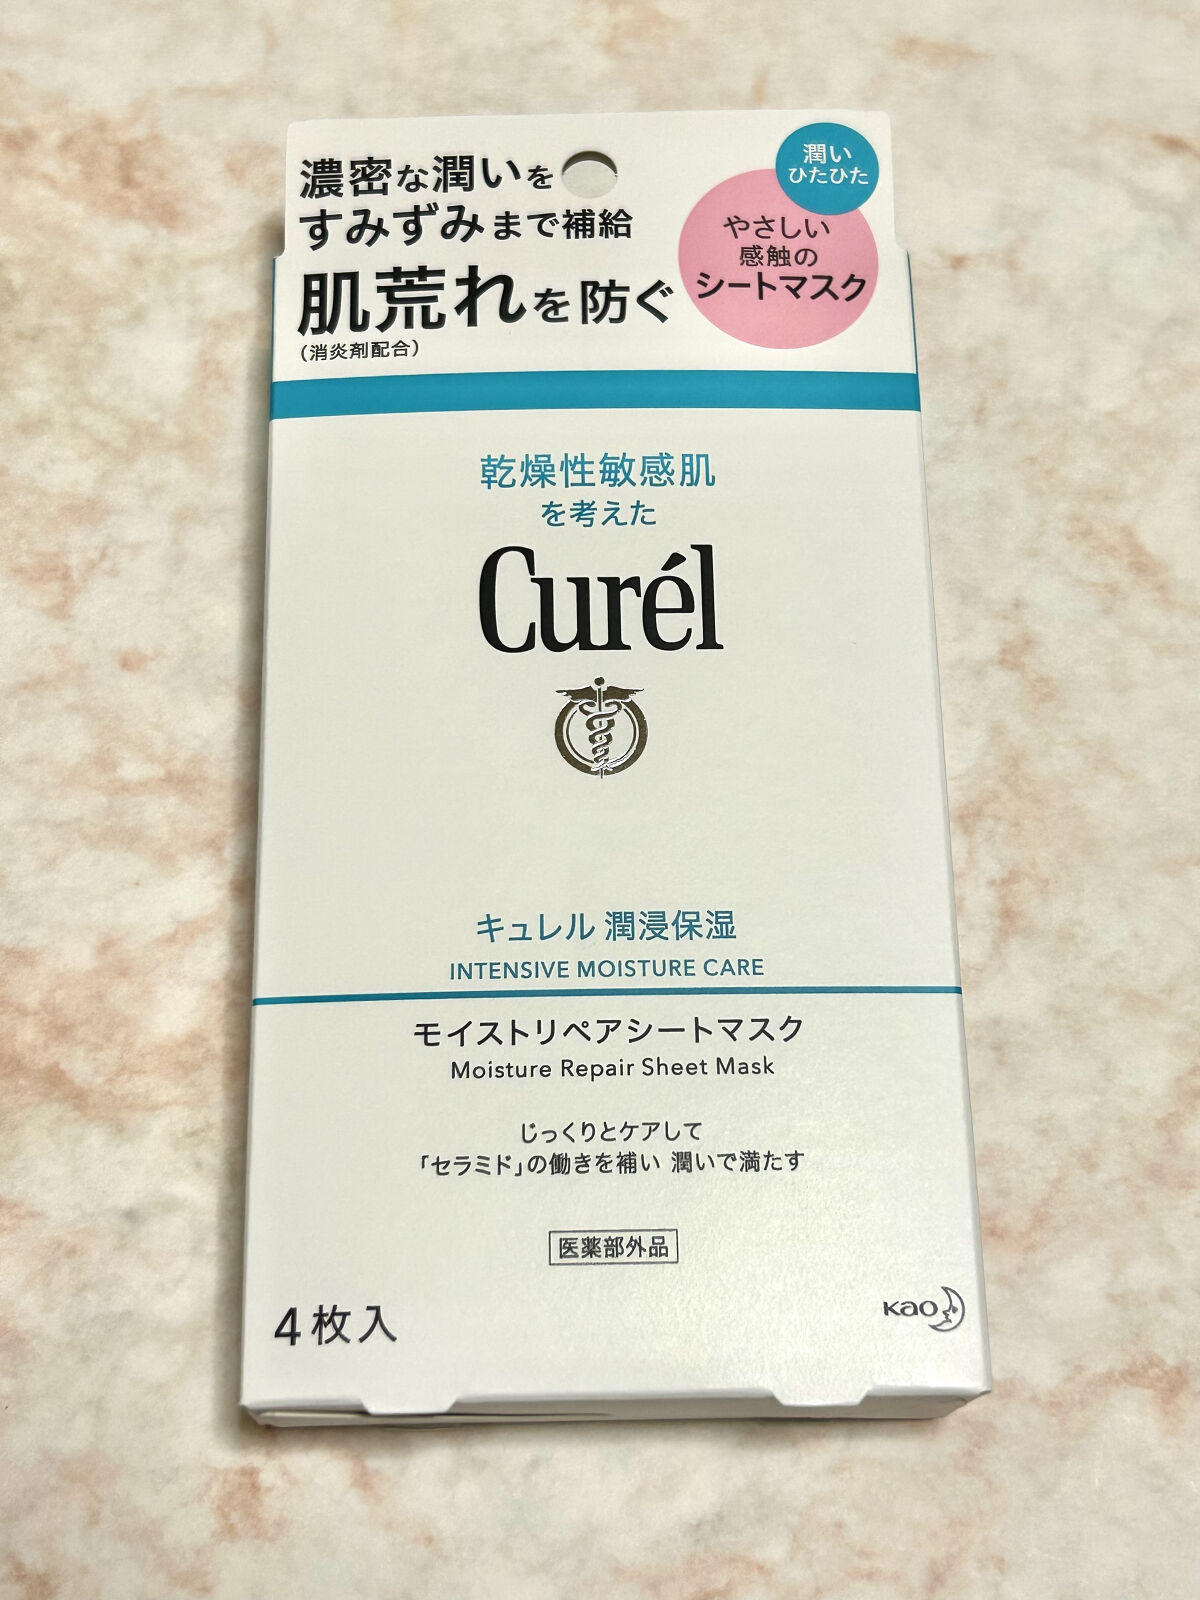 濃密な潤いを
すみずみまで補給
肌荒れを防ぐ
(消炎剤配合)
潤い
ひたひた
やさしい
感触の
シートマスク
乾燥性敏感肌
を考えた
Curél
キュレル 潤浸保湿
INTENSIVE MOISTURE CARE
モイストリペアシートマスク
Moisture Repair Sheet Mask
じっくりとケアして
「セラミド」の働きを補い 潤いで満たす
医薬部外品
4枚入
Kao